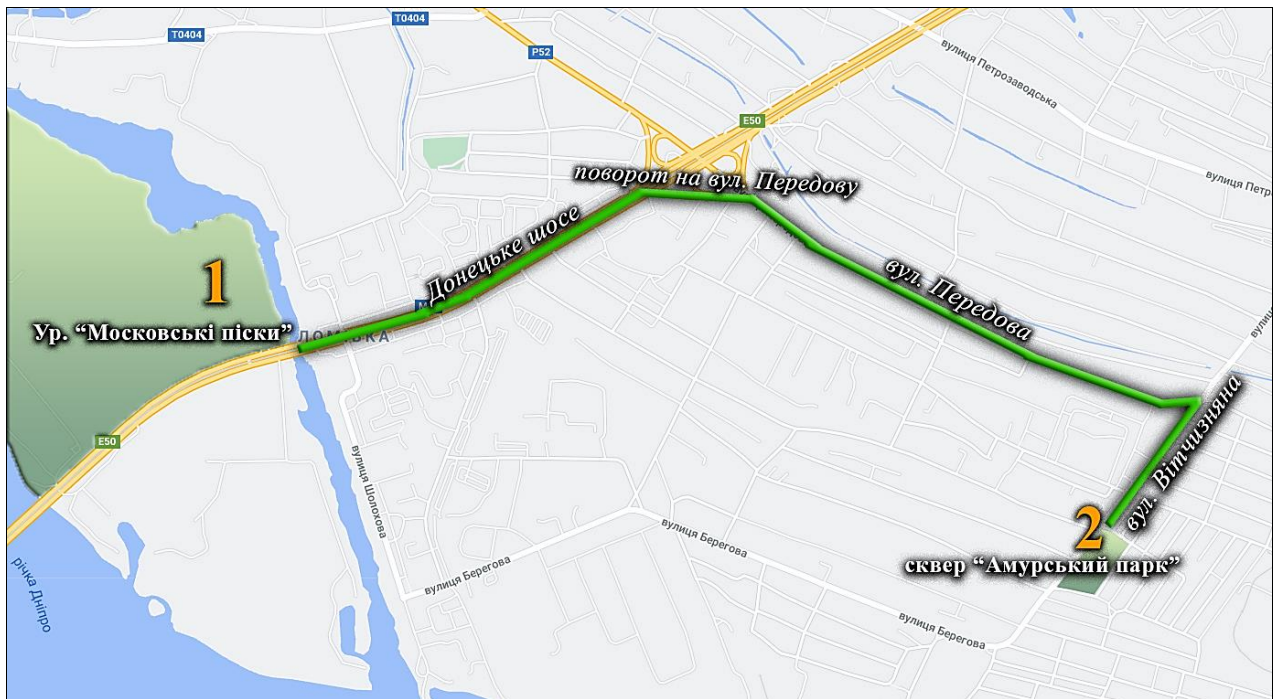 T0404
T0404
P52
вулиця Петрозаводська
E50
вулиця Петр
поворот на вул. Передову
Донецьке шосе
1
вул. Передова
Ур. “Московські піски”
ЛОМІВКА
E50
вул. Вітчизняна
вулиця Шолохова
2
вулиця Берегова
сквер “Амурський парк”
вулиця Берегова
річка Дніпро
вулиця Берегова